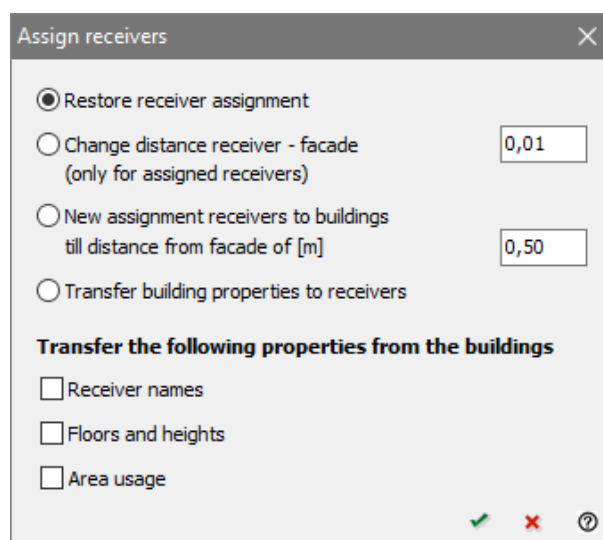 Assign receivers
Restore receiver assignment
Change distance receiver - facade 0,01
(only for assigned receivers)
New assignment receivers to buildings
till distance from facade of [m] 0,50
Transfer building properties to receivers
Transfer the following properties from the buildings
Receiver names
Floors and heights
Area usage